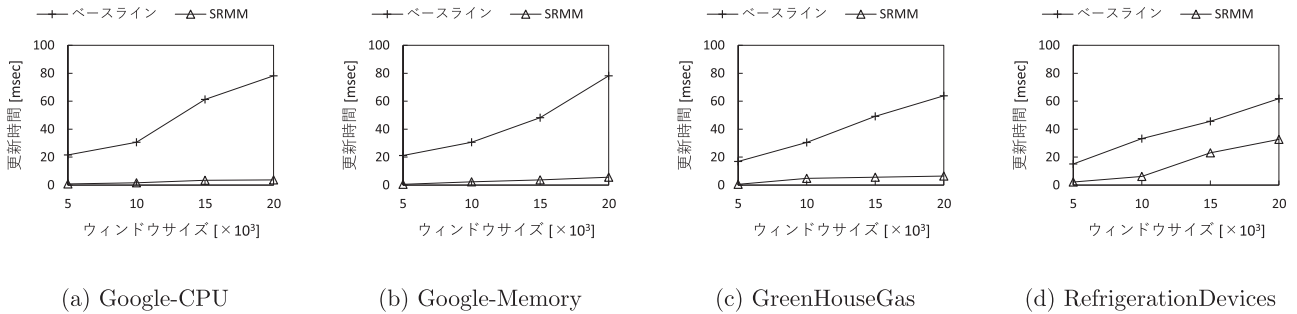 ベースライン SRMM
100
80
60
40
20
0
更新時間 [msec]
5 10 15 20
ウィンドウサイズ [×10³]
(a) Google-CPU
ベースライン SRMM
100
80
60
40
20
0
更新時間 [msec]
5 10 15 20
ウィンドウサイズ [×10³]
(b) Google-Memory
ベースライン SRMM
100
80
60
40
20
0
更新時間 [msec]
5 10 15 20
ウィンドウサイズ [×10³]
(c) GreenHouseGas
ベースライン SRMM
100
80
60
40
20
0
更新時間 [msec]
5 10 15 20
ウィンドウサイズ [×10³]
(d) RefrigerationDevices